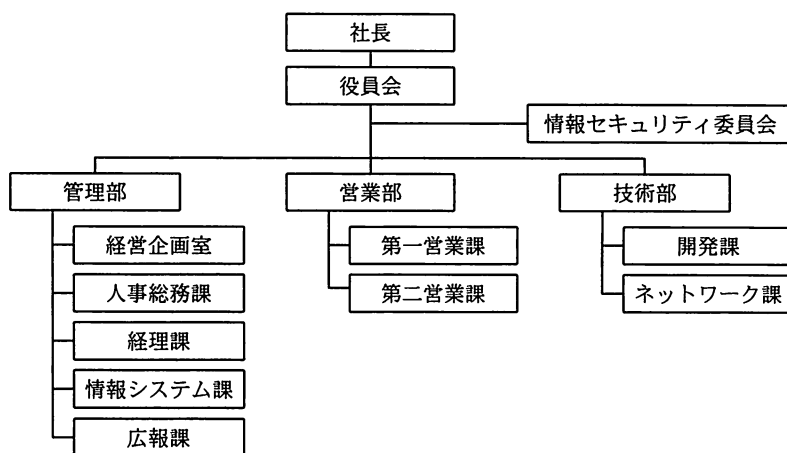 社長
役員会
情報セキュリティ委員会
管理部
経営企画室
人事総務課
経理課
情報システム課
広報課
営業部
第一営業課
第二営業課
技術部
開発課
ネットワーク課